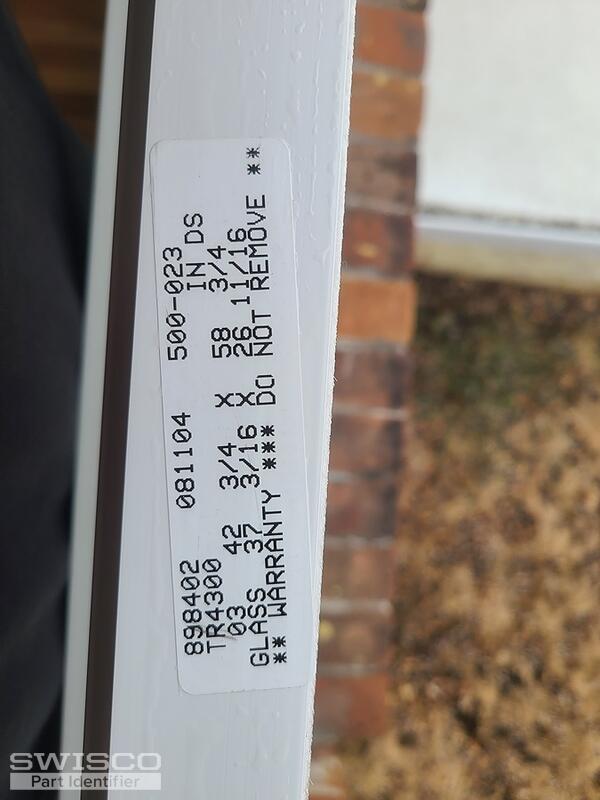 898402 081104 500-023
TR4300 IN DS
03 42 3/4 X 58 3/4
GLASS 37 3/16 X 26 11/16
** WARRANTY *** DO NOT REMOVE **
SWISCO
Part Identifier